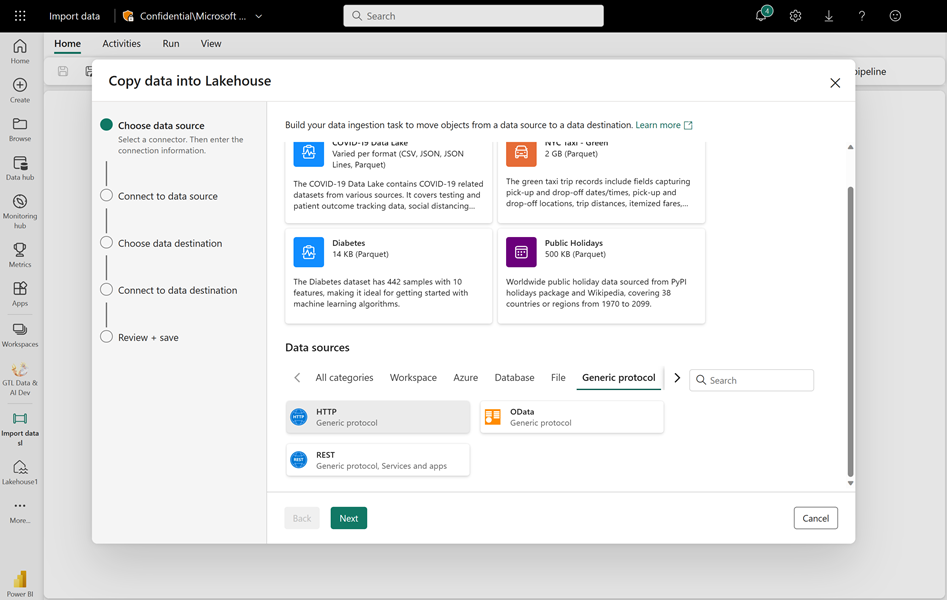 Import data
Confidential\Microsoft ...
Search
4
?
Home
Activities
Run
View
Home
Create
Browse
Data hub
Monitoring
hub
Metrics
Apps
Workspaces
GTL Data &
AI Dev
Import data
sl
Lakehouse1
More...
Power BI
pipeline
Copy data into Lakehouse
Choose data source
Select a connector. Then enter the
connection information.
Connect to data source
Choose data destination
Connect to data destination
Review + save
Build your data ingestion task to move objects from a data source to a data destination. Learn more
COVID-19 Data Lake
Varied per format (CSV, JSON, JSON
Lines, Parquet)
The COVID-19 Data Lake contains COVID-19 related
datasets from various sources. It covers testing and
patient outcome tracking data, social distancing...
NYC Taxi - Green
2 GB (Parquet)
The green taxi trip records include fields capturing
pick-up and drop-off dates/times, pick-up and
drop-off locations, trip distances, itemized fares,...
Diabetes
14 KB (Parquet)
The Diabetes dataset has 442 samples with 10
features, making it ideal for getting started with
machine learning algorithms.
Public Holidays
500 KB (Parquet)
Worldwide public holiday data sourced from PyPI
holidays package and Wikipedia, covering 38
countries or regions from 1970 to 2099.
Data sources
All categories
Workspace
Azure
Database
File
Generic protocol
Search
HTTP
HTTP
Generic protocol
OData
Generic protocol
REST
REST
Generic protocol, Services and apps
Back
Next
Cancel